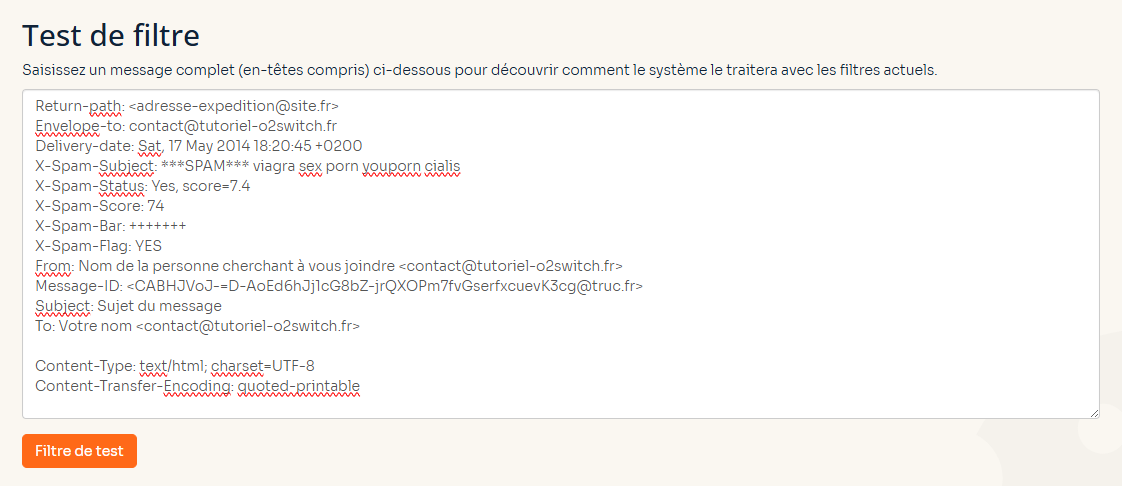 Test de filtre
Saisissez un message complet (en-têtes compris) ci-dessous pour découvrir comment le système le traitera avec les filtres actuels.
Return-path: <adresse-expedition@site.fr>
Envelope-to: contact@tutoriel-o2switch.fr
Delivery-date: Sat, 17 May 2014 18:20:45 +0200
X-Spam-Subject: ***SPAM*** viagra sex porn youporn cialis
X-Spam-Status: Yes, score=7.4
X-Spam-Score: 74
X-Spam-Bar: +++++++
X-Spam-Flag: YES
From: Nom de la personne cherchant à vous joindre <contact@tutoriel-o2switch.fr>
Message-ID: <CABHJVoJ-=D-AoEd6hJj1cG8bZ-jrQXOPm7fvGserfxcuevK3cg@truc.fr>
Subject: Sujet du message
To: Votre nom <contact@tutoriel-o2switch.fr>
Content-Type: text/html; charset=UTF-8
Content-Transfer-Encoding: quoted-printable
Filtre de test